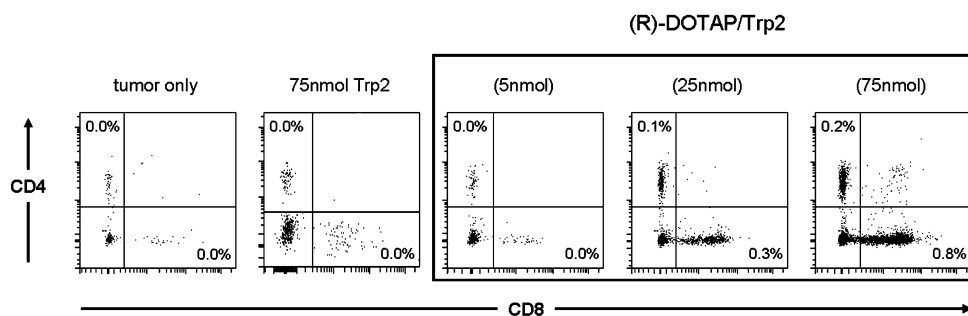 (R)-DOTAP/Trp2
tumor only
75nmol Trp2
(5nmol)
(25nmol)
(75nmol)
0.0%
0.0%
0.0%
0.1%
0.2%
CD4
0.0%
0.0%
0.0%
0.3%
0.8%
CD8